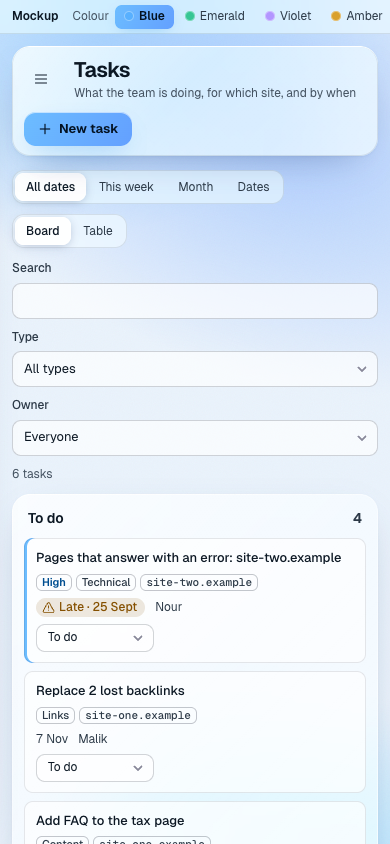 Mockup Colour Blue Emerald Violet Amber
Tasks
What the team is doing, for which site, and by when
New task
All dates This week Month Dates
Board Table
Search
Type
All types
Owner
Everyone
6 tasks
To do 4
Pages that answer with an error: site-two.example
High Technical site-two.example
Late · 25 Sept Nour
To do
Replace 2 lost backlinks
Links site-one.example
7 Nov Malik
To do
Add FAQ to the tax page
Content site-one.example